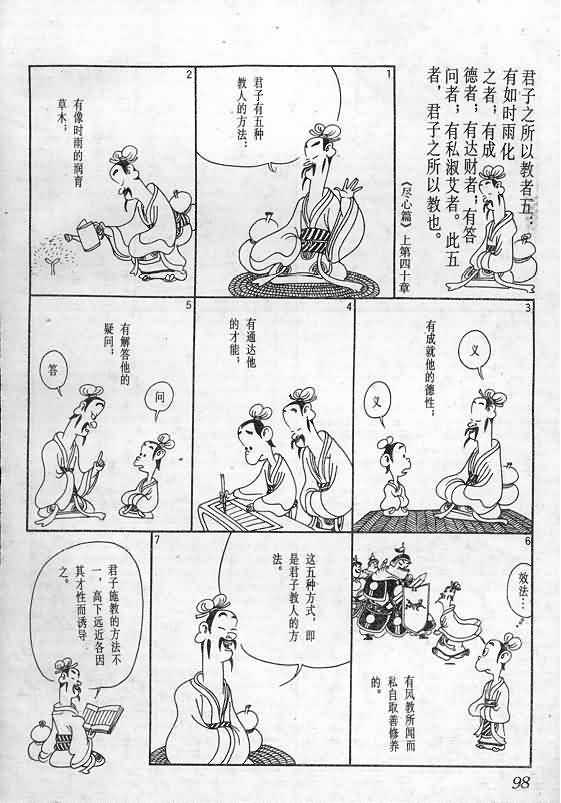 君子之所以教者五：
有如时雨化
之者；有成
德者；有达财者；有答
问者；有私淑艾者。此五
者，君子之所以教也。
《尽心篇》上第四十章
1
君子有五种
教人的方法：
2
有像时雨的润育
草木；
3
有成就他的德性；
义
义
4
有通达他
的才能，
5
有解答他的
疑问；
答
问
6
效法…
有风教所闻而
私自取善修养
的。
7
这五种方式，即
是君子教人的方
法。
君子施教的方法不
一，高下远近各因
其才性而诱导
之。
98